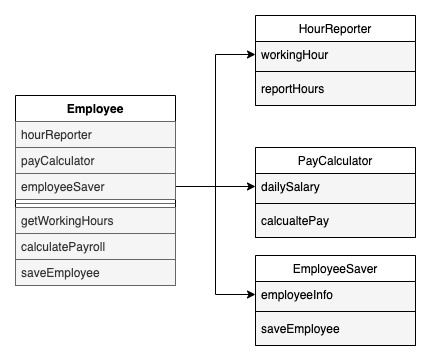 HourReporter
workingHour
reportHours
Employee
hourReporter
payCalculator
employeeSaver
getWorkingHours
calculatePayroll
saveEmployee
PayCalculator
dailySalary
calcualtePay
EmployeeSaver
employeeInfo
saveEmployee